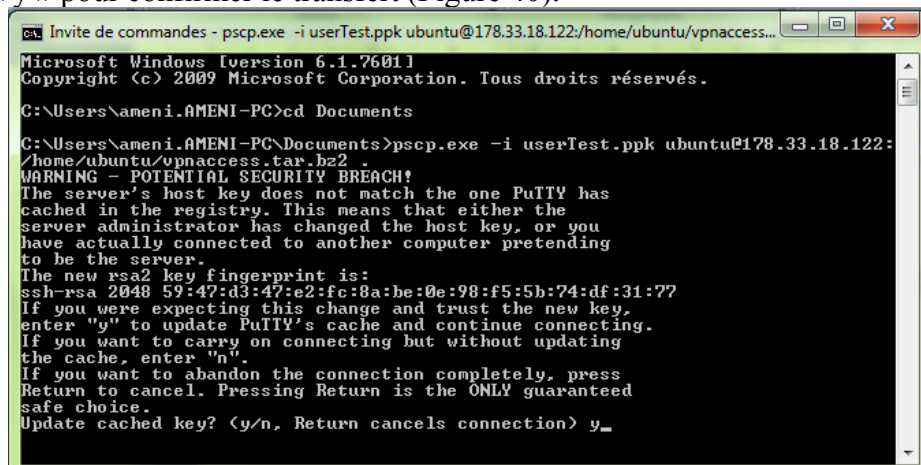 pour confirmer le transfert
Invite de commandes - pscp.exe -i userTest.ppk ubuntu@178.33.18.122:/home/ubuntu/vpnaccess...
Microsoft Windows [version 6.1.7601]
Copyright (c) 2009 Microsoft Corporation. Tous droits réservés.
C:\Users\ameni.AMENI-PC>cd Documents
C:\Users\ameni.AMENI-PC\Documents>pscp.exe -i userTest.ppk ubuntu@178.33.18.122:
/home/ubuntu/vpnaccess.tar.bz2 .
WARNING - POTENTIAL SECURITY BREACH!
The server's host key does not match the one PuTTY has
cached in the registry. This means that either the
server administrator has changed the host key, or you
have actually connected to another computer pretending
to be the server.
The new rsa2 key fingerprint is:
ssh-rsa 2048 59:47:d3:47:e2:fc:8a:be:0e:98:f5:5b:74:df:31:77
If you were expecting this change and trust the new key,
enter "y" to update PuTTY's cache and continue connecting.
If you want to carry on connecting but without updating
the cache, enter "n".
If you want to abandon the connection completely, press
Return to cancel. Pressing Return is the ONLY guaranteed
safe choice.
Update cached key? (y/n, Return cancels connection) y_